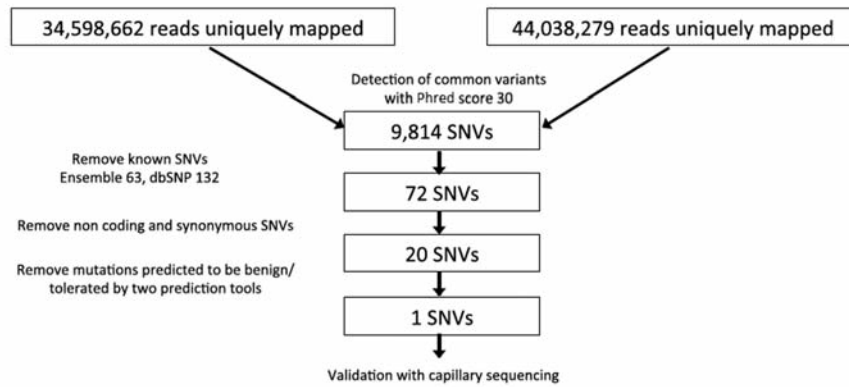 34,598,662 reads uniquely mapped
44,038,279 reads uniquely mapped
Detection of common variants
with Phred score 30
9,814 SNVs
Remove known SNVs
Ensemble 63, dbSNP 132
72 SNVs
Remove non coding and synonymous SNVs
20 SNVs
Remove mutations predicted to be benign/
tolerated by two prediction tools
1 SNVs
Validation with capillary sequencing